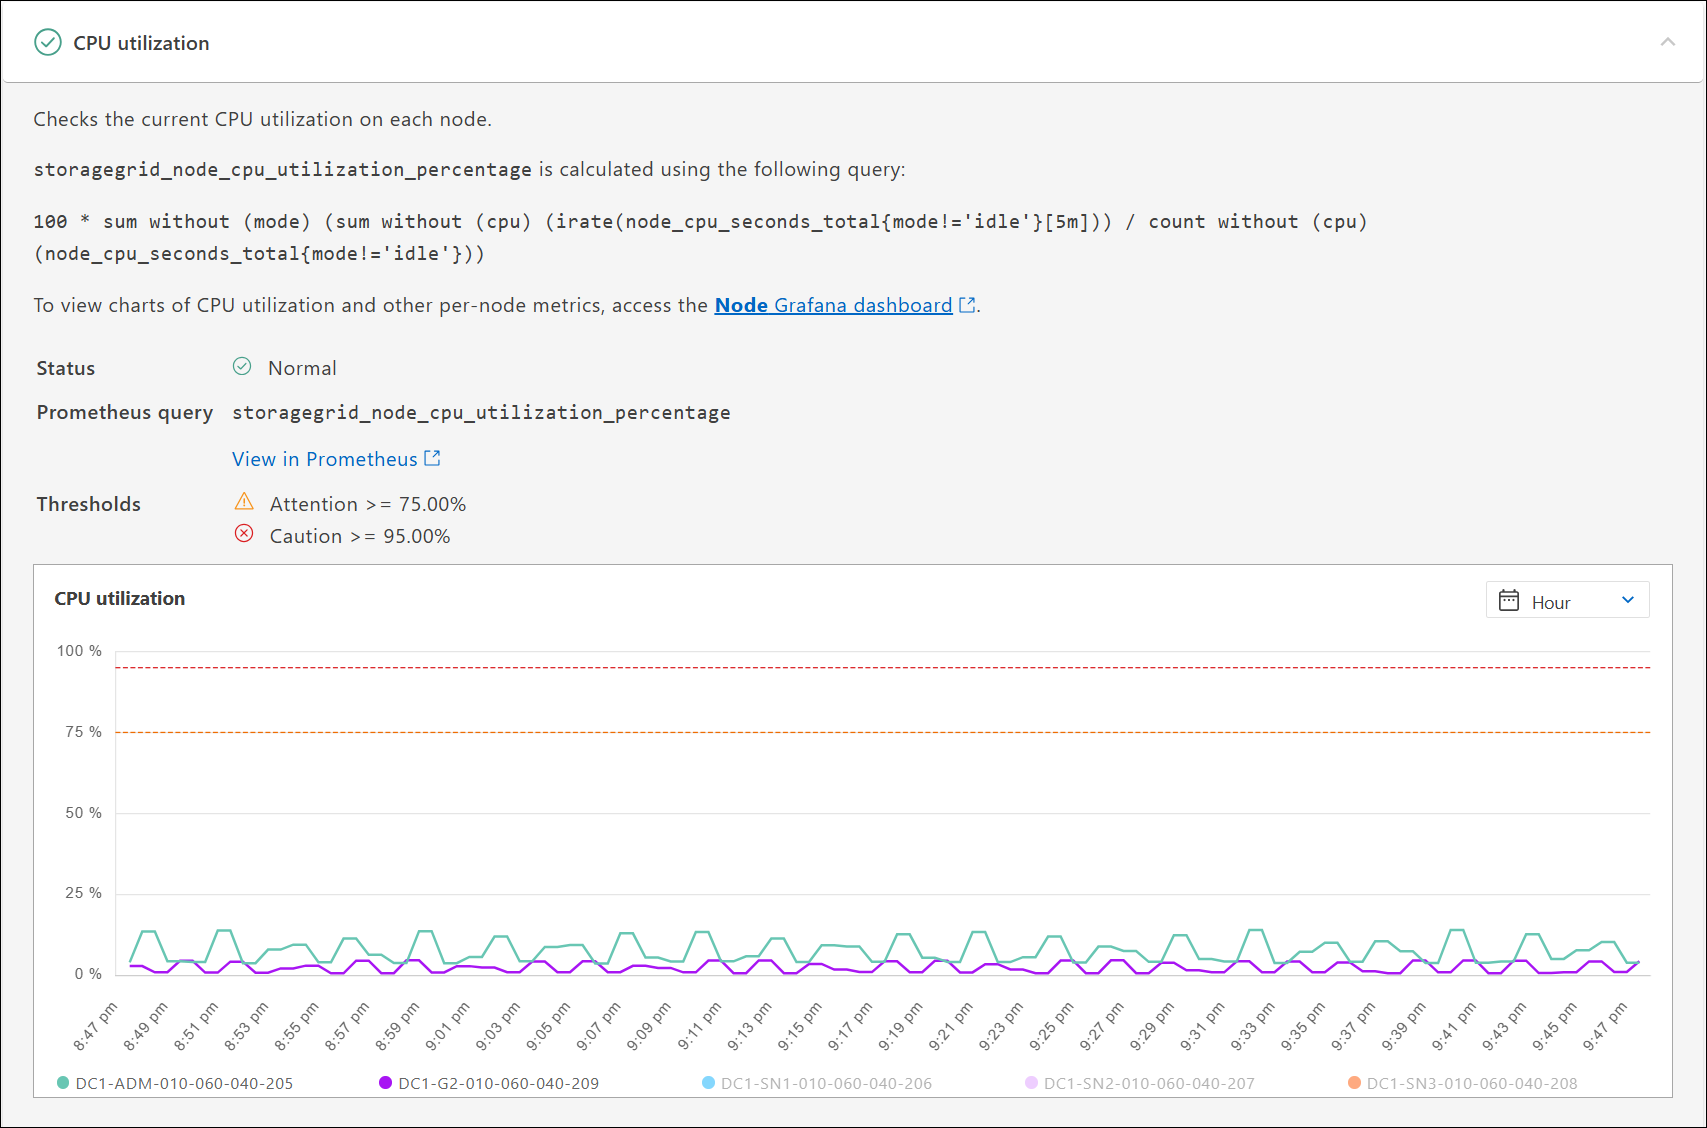 CPU utilization
Checks the current CPU utilization on each node.
storagegrid_node_cpu_utilization_percentage is calculated using the following query:
100 * sum without (mode) (sum without (cpu) (irate(node_cpu_seconds_total{mode!='idle'}[5m])) / count without (cpu)
(node_cpu_seconds_total{mode!='idle'}))
To view charts of CPU utilization and other per-node metrics, access the Node Grafana dashboard.
Status Normal
Prometheus query storagegrid_node_cpu_utilization_percentage
View in Prometheus
Thresholds Attention >= 75.00%
Caution >= 95.00%
CPU utilization
Hour
100 %
75 %
50 %
25 %
0 %
8:47 pm
8:49 pm
8:51 pm
8:53 pm
8:55 pm
8:57 pm
8:59 pm
9:01 pm
9:03 pm
9:05 pm
9:07 pm
9:09 pm
9:11 pm
9:13 pm
9:15 pm
9:17 pm
9:19 pm
9:21 pm
9:23 pm
9:25 pm
9:27 pm
9:29 pm
9:31 pm
9:33 pm
9:35 pm
9:37 pm
9:39 pm
9:41 pm
9:43 pm
9:45 pm
9:47 pm
DC1-ADM-010-060-040-205
DC1-G2-010-060-040-209
DC1-SN1-010-060-040-206
DC1-SN2-010-060-040-207
DC1-SN3-010-060-040-208